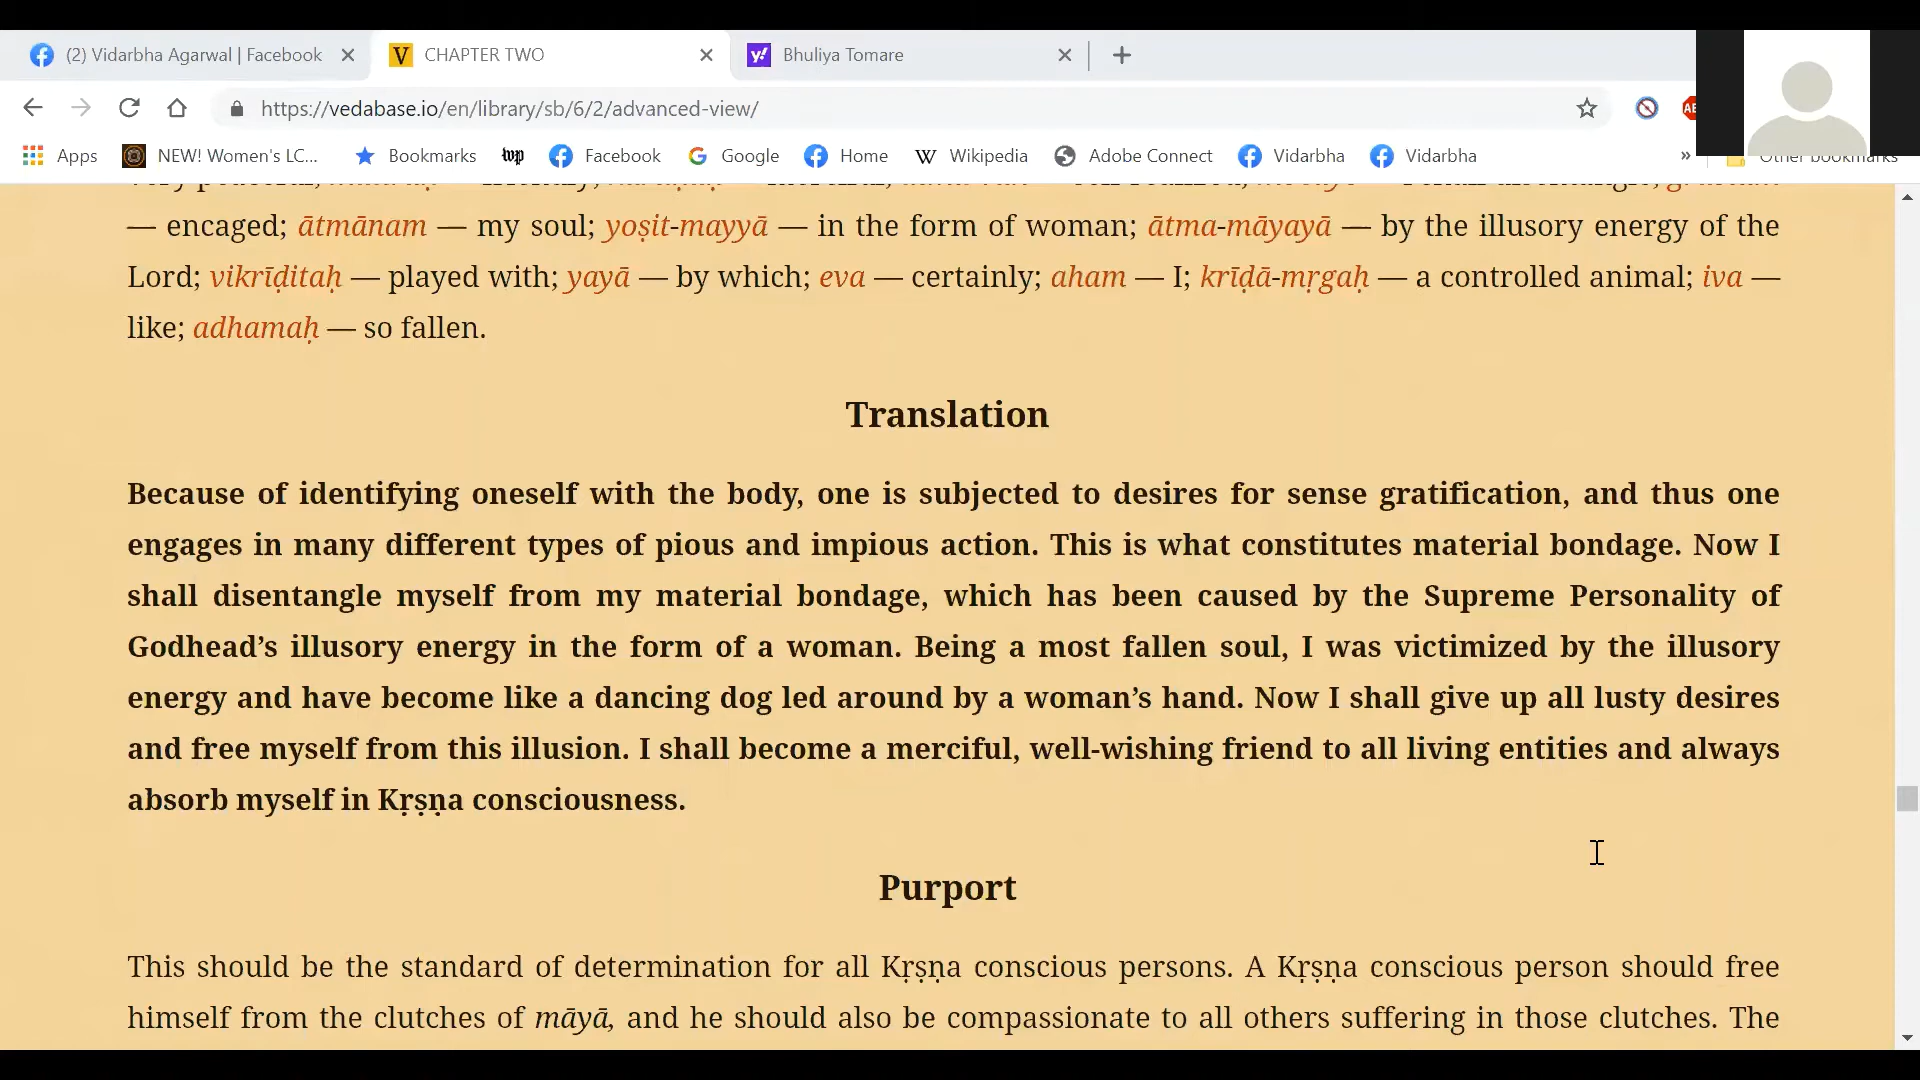 (2) Vidarbha Agarwal | Facebook
CHAPTER TWO
Bhuliya Tomare
https://vedabase.io/en/library/sb/6/2/advanced-view/
Apps NEW! Women's LC... Bookmarks wp Facebook Google Home Wikipedia Adobe Connect Vidarbha Vidarbha » Other bookmarks
— encaged; ātmānam — my soul; yoṣit-mayyā — in the form of woman; ātma-māyayā — by the illusory energy of the
Lord; vikrīḍitaḥ — played with; yayā — by which; eva — certainly; aham — I; krīḍā-mṛgaḥ — a controlled animal; iva —
like; adhamaḥ — so fallen.
Translation
Because of identifying oneself with the body, one is subjected to desires for sense gratification, and thus one
engages in many different types of pious and impious action. This is what constitutes material bondage. Now I
shall disentangle myself from my material bondage, which has been caused by the Supreme Personality of
Godhead’s illusory energy in the form of a woman. Being a most fallen soul, I was victimized by the illusory
energy and have become like a dancing dog led around by a woman’s hand. Now I shall give up all lusty desires
and free myself from this illusion. I shall become a merciful, well-wishing friend to all living entities and always
absorb myself in Kṛṣṇa consciousness.
Purport
This should be the standard of determination for all Kṛṣṇa conscious persons. A Kṛṣṇa conscious person should free
himself from the clutches of māyā, and he should also be compassionate to all others suffering in those clutches. The